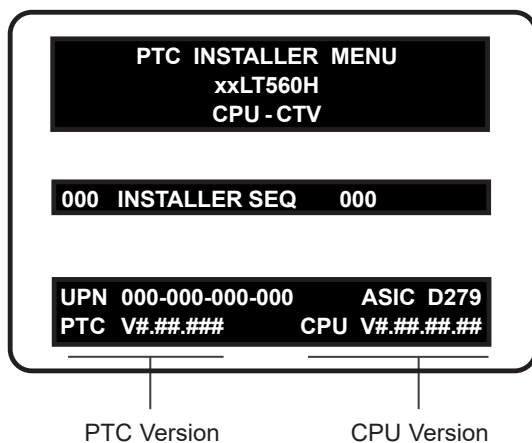 PTC INSTALLER MENU
xxLT560H
CPU - CTV
000 INSTALLER SEQ 000
UPN 000-000-000-000 ASIC D279
PTC V#.##.### CPU V#.##.##.##
PTC Version CPU Version